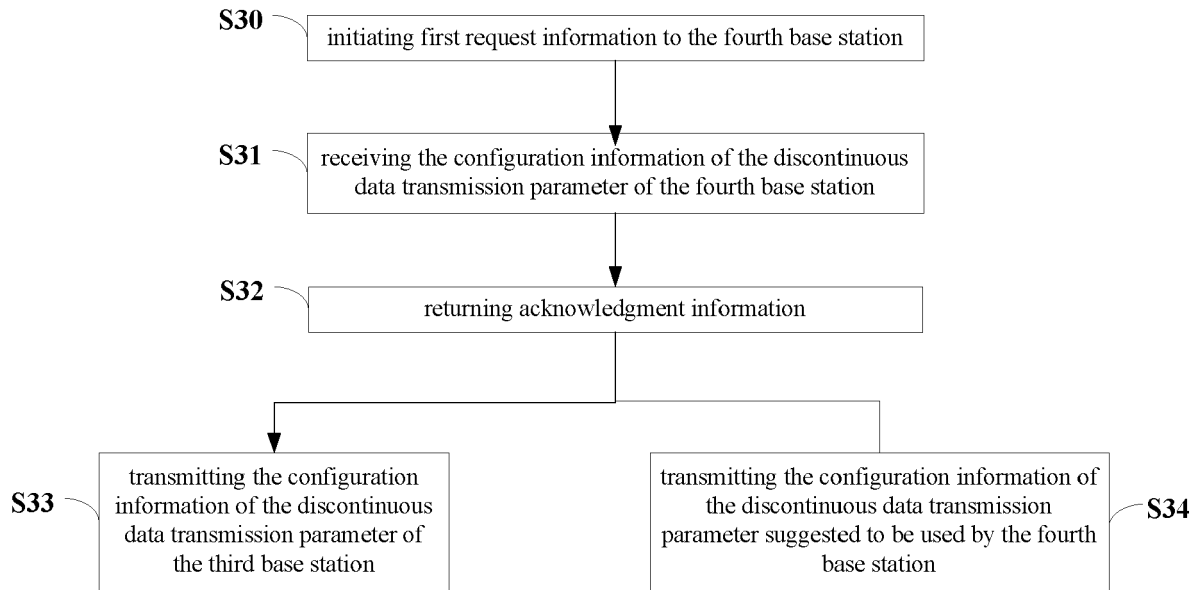 S30
initiating first request information to the fourth base station
S31
receiving the configuration information of the discontinuous
data transmission parameter of the fourth base station
S32
returning acknowledgment information
S33
transmitting the configuration
information of the discontinuous
data transmission parameter of
the third base station
transmitting the configuration information of
the discontinuous data transmission
parameter suggested to be used by the fourth
base station
S34